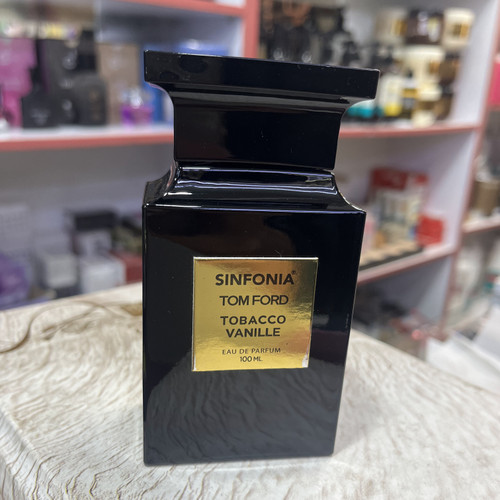 SINFONIA®
TOM FORD
TOBACCO
VANILLE
EAU DE PARFUM
100 ML